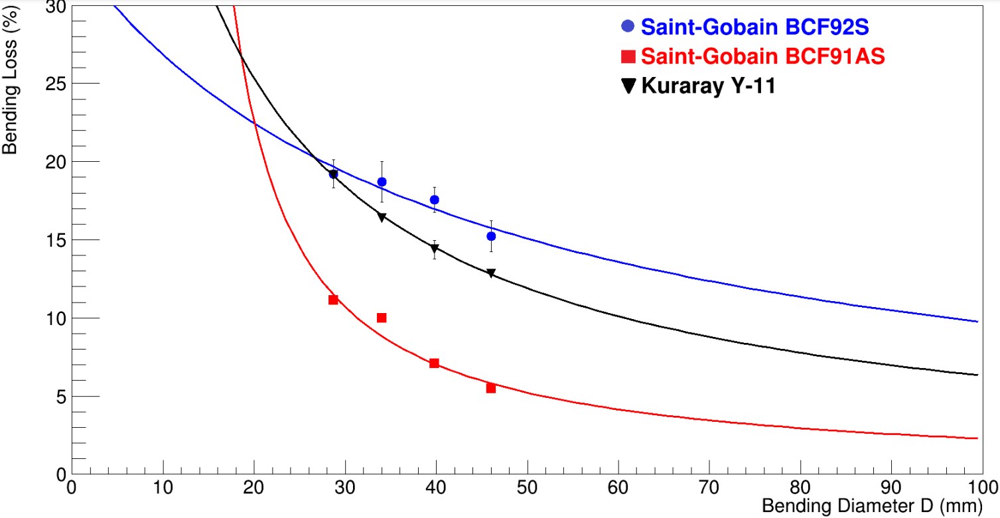 Bending Loss (%)
30
25
20
15
10
5
0
Saint-Gobain BCF92S
Saint-Gobain BCF91AS
Kuraray Y-11
0 10 20 30 40 50 60 70 80 90 100
Bending Diameter D (mm)